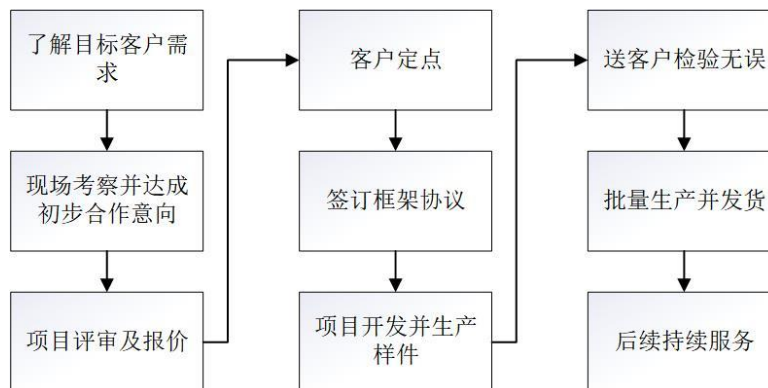 了解目标客户需
求
现场考察并达成
初步合作意向
项目评审及报价
客户定点
签订框架协议
项目开发并生产
样件
送客户检验无误
批量生产并发货
后续持续服务